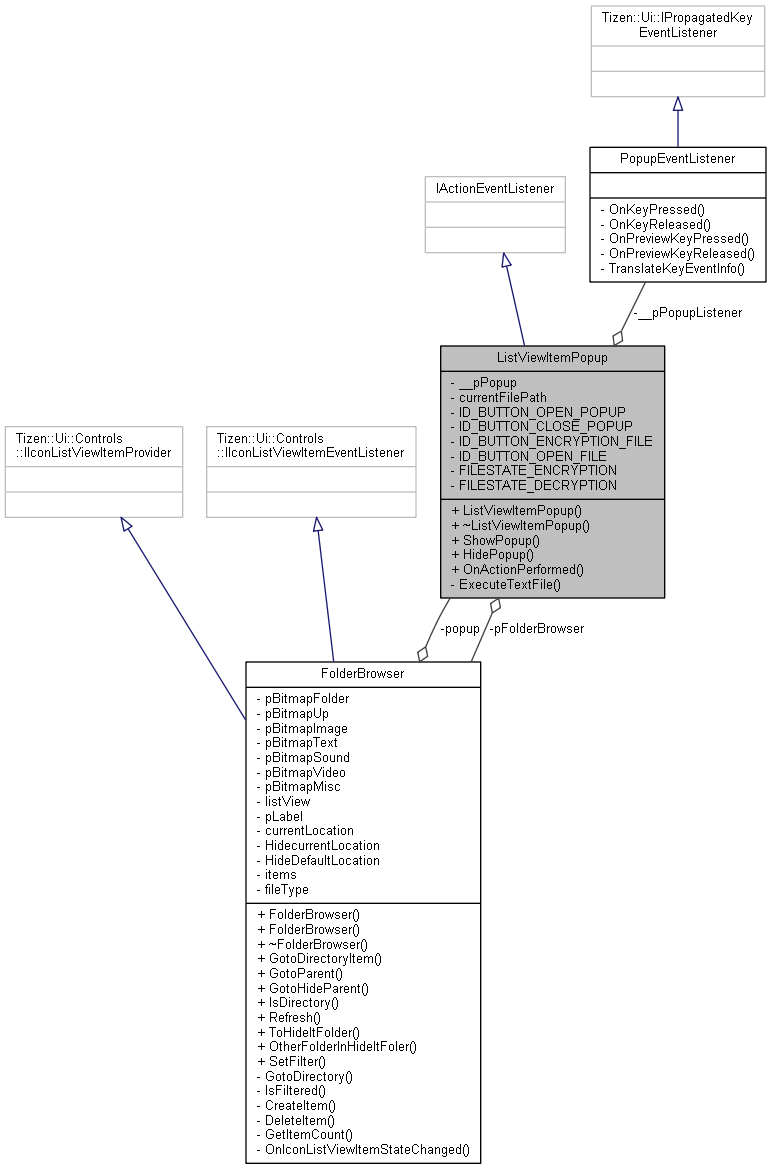 Tizen::Ui::IPropagatedKey
EventListener
PopupEventListener
- OnKeyPressed()
- OnKeyReleased()
- OnPreviewKeyPressed()
- OnPreviewKeyReleased()
- TranslateKeyEventInfo()
IActionEventListener
-__pPopupListener
ListViewItemPopup
- __pPopup
- currentFilePath
- ID_BUTTON_OPEN_POPUP
- ID_BUTTON_CLOSE_POPUP
- ID_BUTTON_ENCRYPTION_FILE
- ID_BUTTON_OPEN_FILE
- FILESTATE_ENCRYPTION
- FILESTATE_DECRYPTION
+ ListViewItemPopup()
+ ~ListViewItemPopup()
+ ShowPopup()
+ HidePopup()
+ OnActionPerformed()
- ExecuteTextFile()
Tizen::Ui::Controls
::IIconListViewItemProvider
Tizen::Ui::Controls
::IIconListViewItemEventListener
-popup
-pFolderBrowser
FolderBrowser
- pBitmapFolder
- pBitmapUp
- pBitmapImage
- pBitmapText
- pBitmapSound
- pBitmapVideo
- pBitmapMisc
- listView
- pLabel
- currentLocation
- HidecurrentLocation
- HideDefaultLocation
- items
- fileType
+ FolderBrowser()
+ FolderBrowser()
+ ~FolderBrowser()
+ GotoDirectoryItem()
+ GotoParent()
+ GotoHideParent()
+ IsDirectory()
+ Refresh()
+ ToHideItFolder()
+ OtherFolderInHideItFoler()
+ SetFilter()
- GotoDirectory()
- IsFiltered()
- CreateItem()
- DeleteItem()
- GetItemCount()
- OnIconListViewItemStateChanged()